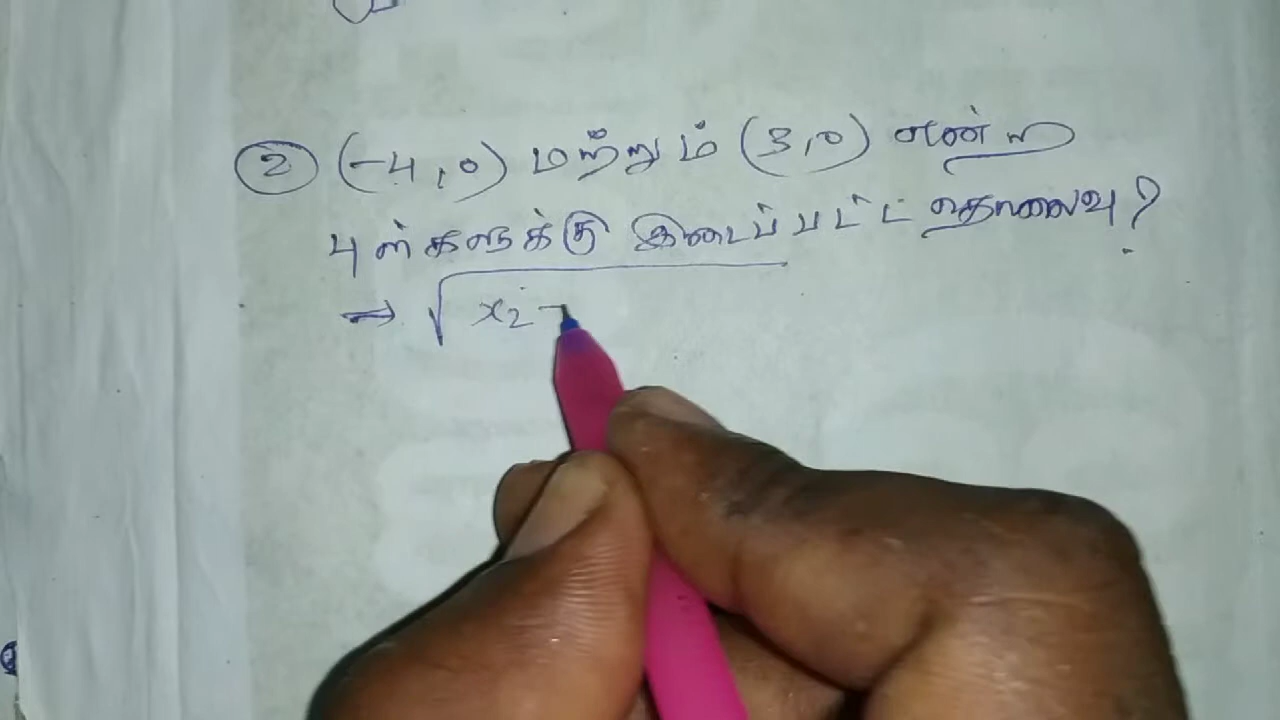 ② (-4,0) மற்றும் (3,0) என்ற
புள்களுக்கு இடைப்பட்ட தொலைவு?
⇒ √x₂ -